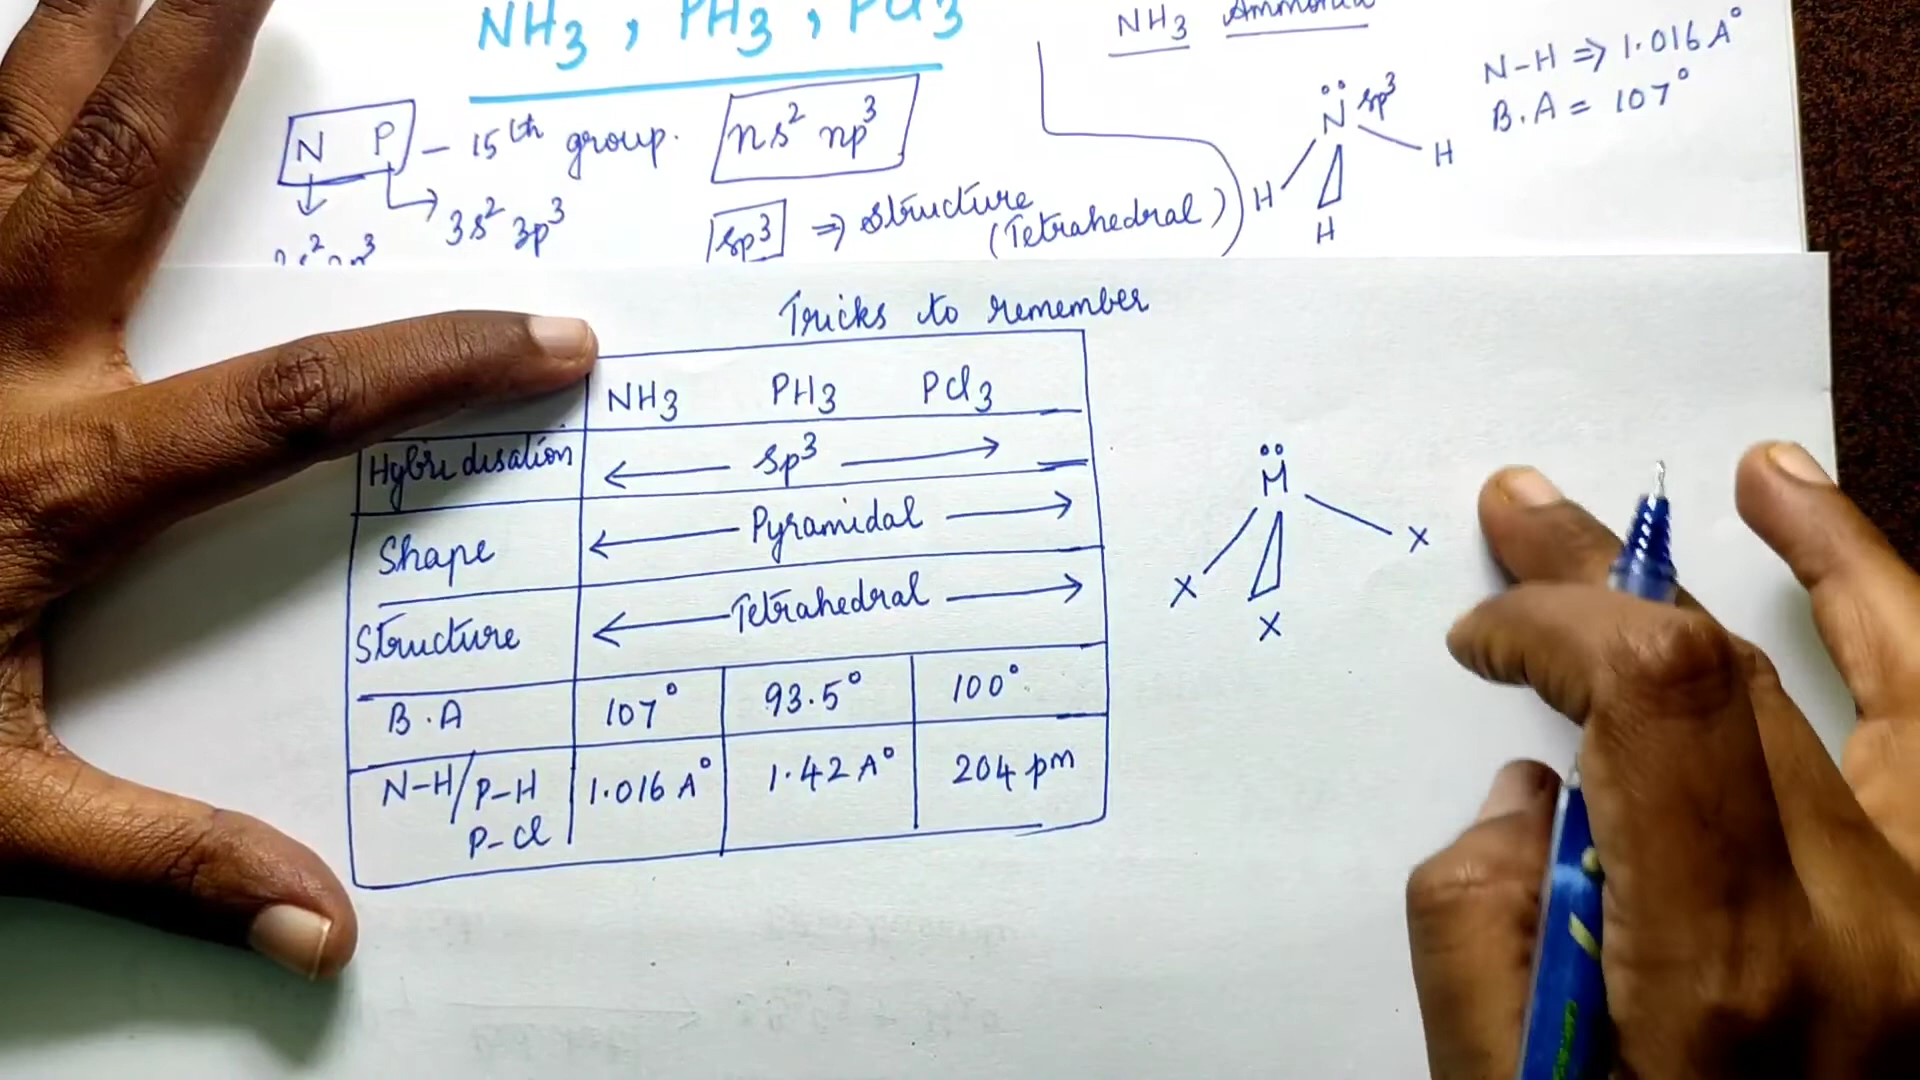 NH3 , PH3 , PCl3
N P – 15th group. ns² np³
3s² 3p³
sp³ ⇒ Structure
(Tetrahedral)
NH3 Ammonia
N–H ⇒ 1.016 A°
B.A = 107°
N sp³
H
H
H
Tricks to remember
NH3 PH3 PCl3
Hybridisation sp³
Shape Pyramidal
Structure Tetrahedral
B.A 107° 93.5° 100°
N–H/P–H 1.016 A° 1.42 A° 204 pm
P–Cl
M
X
X
X